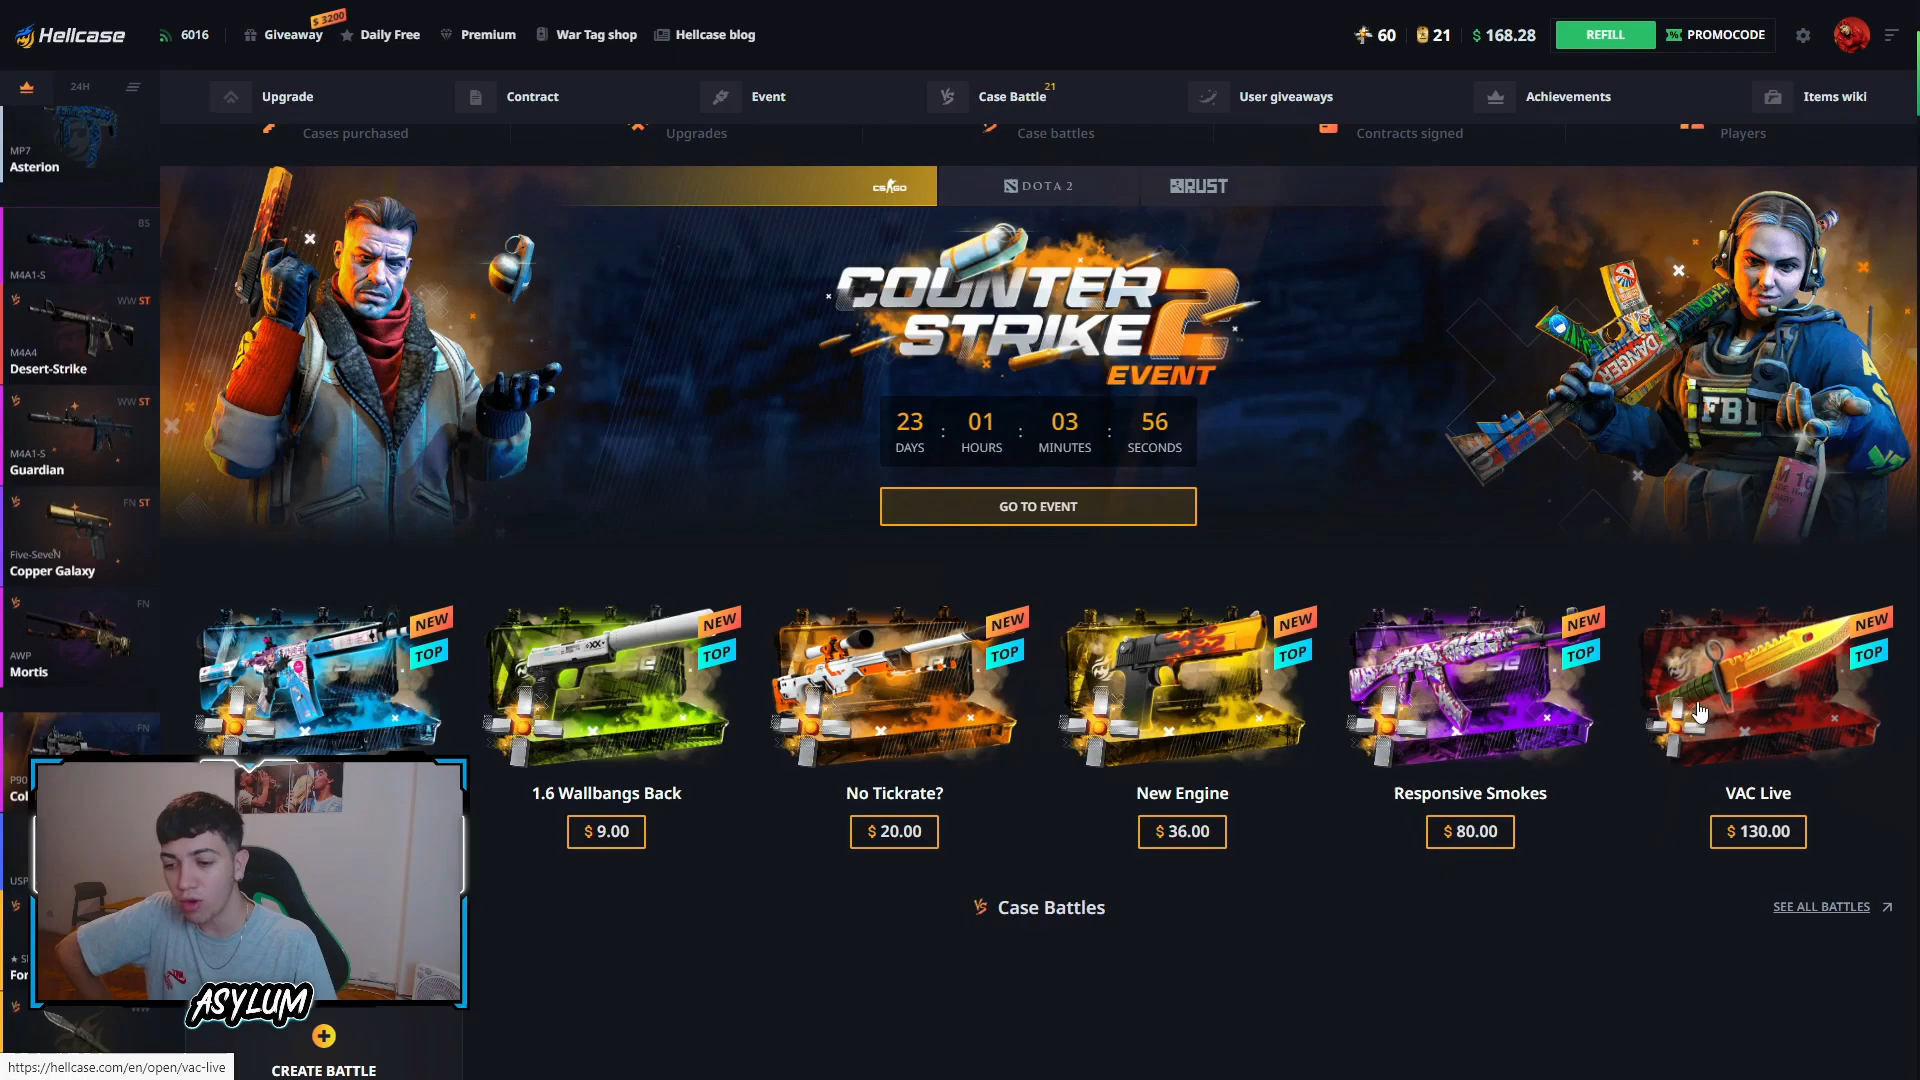 Hellcase
6016
Giveaway
$ 3200
Daily Free
Premium
War Tag shop
Hellcase blog
60
21
$ 168.28
REFILL
PROMOCODE
24H
Upgrade
Contract
Event
Case Battle 21
User giveaways
Achievements
Items wiki
Cases purchased
Upgrades
Case battles
Contracts signed
Players
MP7
Asterion
BS
M4A1-S
WW ST
M4A4
Desert-Strike
WW ST
M4A1-S
Guardian
FN ST
Five-SeveN
Copper Galaxy
FN
AWP
Mortis
FN
P90
Col
USP
For
WW
CS:GO
DOTA 2
RUST
COUNTER
STRIKE 2
EVENT
23 : 01 : 03 : 56
DAYS HOURS MINUTES SECONDS
GO TO EVENT
DANGER
FBI
NEW
TOP
NEW
TOP
NEW
TOP
NEW
TOP
NEW
TOP
NEW
TOP
1.6 Wallbangs Back
$ 9.00
No Tickrate?
$ 20.00
New Engine
$ 36.00
Responsive Smokes
$ 80.00
VAC Live
$ 130.00
VS Case Battles
SEE ALL BATTLES
ASYLUM
CREATE BATTLE
https://hellcase.com/en/open/vac-live